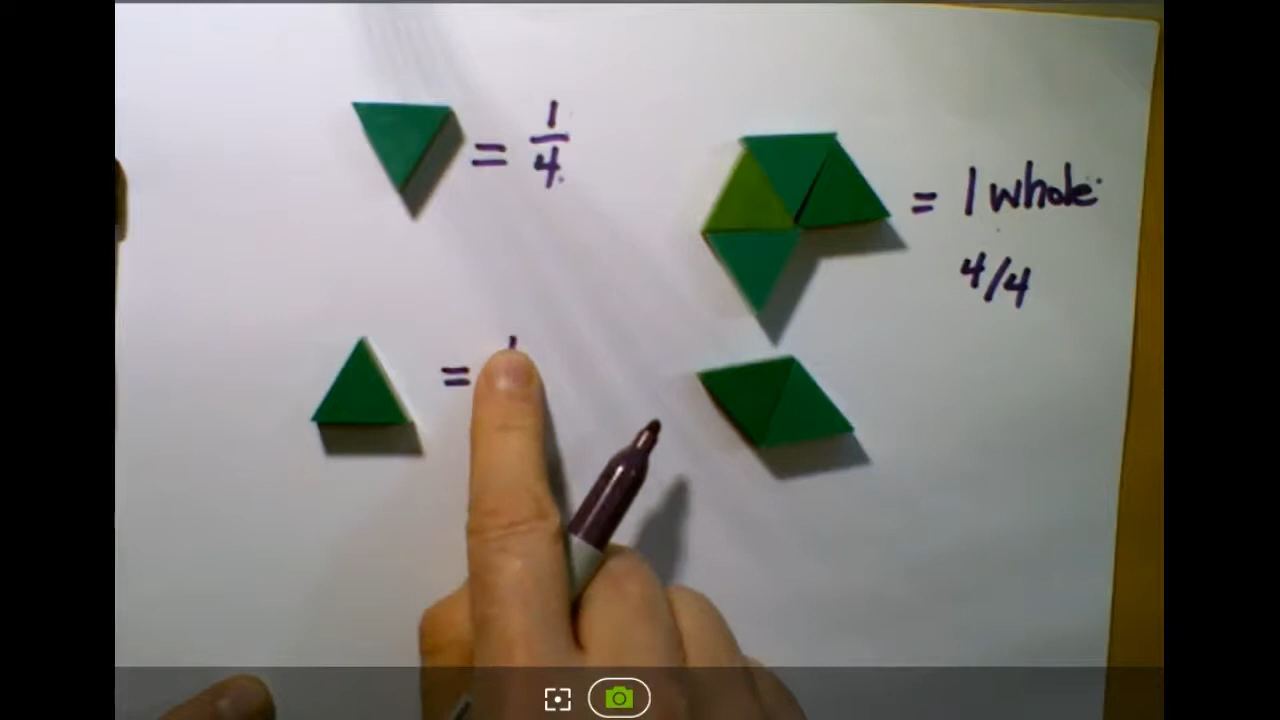 = 1/4
= 1 whole
4/4
=